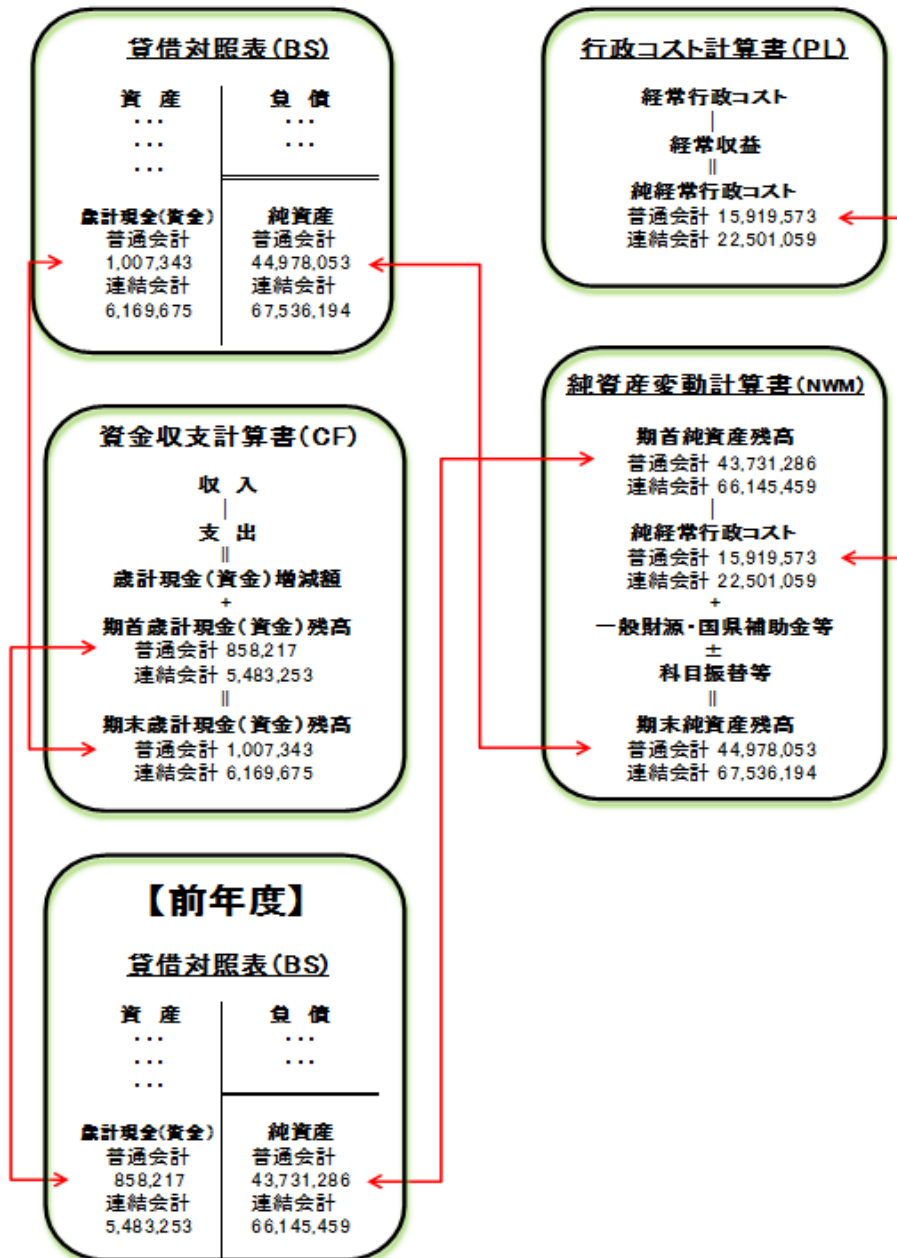 貸借対照表(BS)
資 産
・・・
・・・
・・・
歳計現金(資金)
普通会計
1,007,343
連結会計
6,169,675
負 債
・・・
・・・
純資産
普通会計
44,978,053
連結会計
67,536,194
行政コスト計算書(PL)
経常行政コスト
|
経常収益
||
純経常行政コスト
普通会計 15,919,573
連結会計 22,501,059
資金収支計算書(CF)
収 入
|
支 出
||
歳計現金(資金)増減額
+
期首歳計現金(資金)残高
普通会計 858,217
連結会計 5,483,253
||
期末歳計現金(資金)残高
普通会計 1,007,343
連結会計 6,169,675
純資産変動計算書(NWM)
期首純資産残高
普通会計 43,731,286
連結会計 66,145,459
|
純経常行政コスト
普通会計 15,919,573
連結会計 22,501,059
+
一般財源・国県補助金等
±
科目振替等
||
期末純資産残高
普通会計 44,978,053
連結会計 67,536,194
【前年度】
貸借対照表(BS)
資 産
・・・
・・・
・・・
歳計現金(資金)
普通会計
858,217
連結会計
5,483,253
負 債
・・・
・・・
純資産
普通会計
43,731,286
連結会計
66,145,459